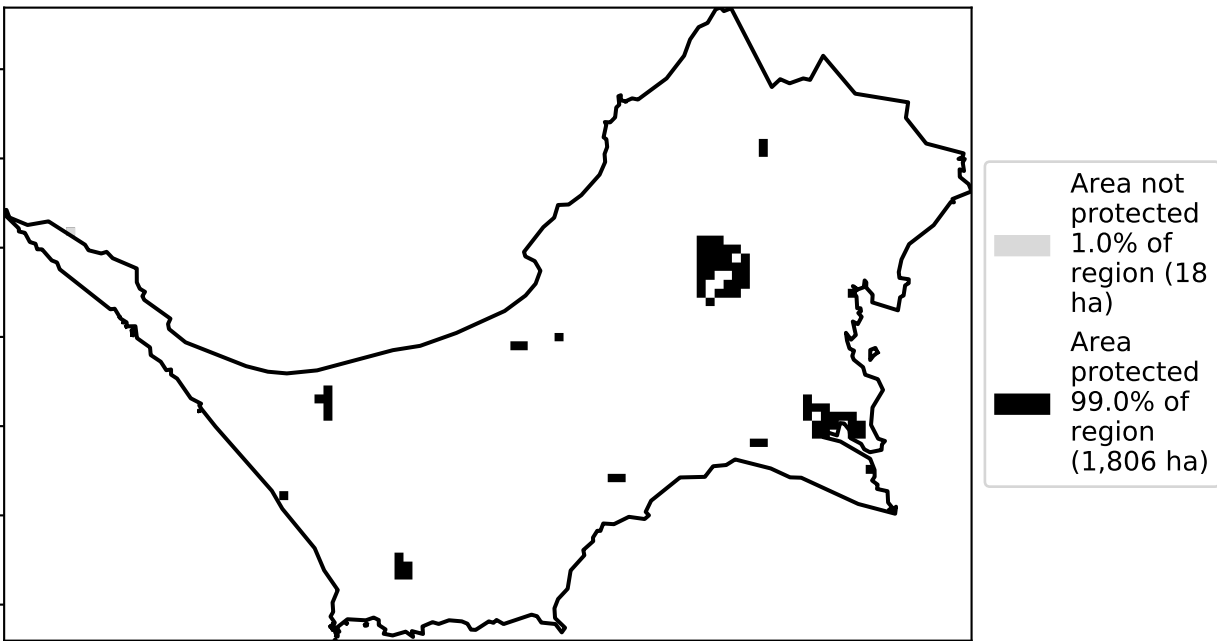 Area not
protected
1.0% of
region (18
ha)
Area
protected
99.0% of
region
(1,806 ha)